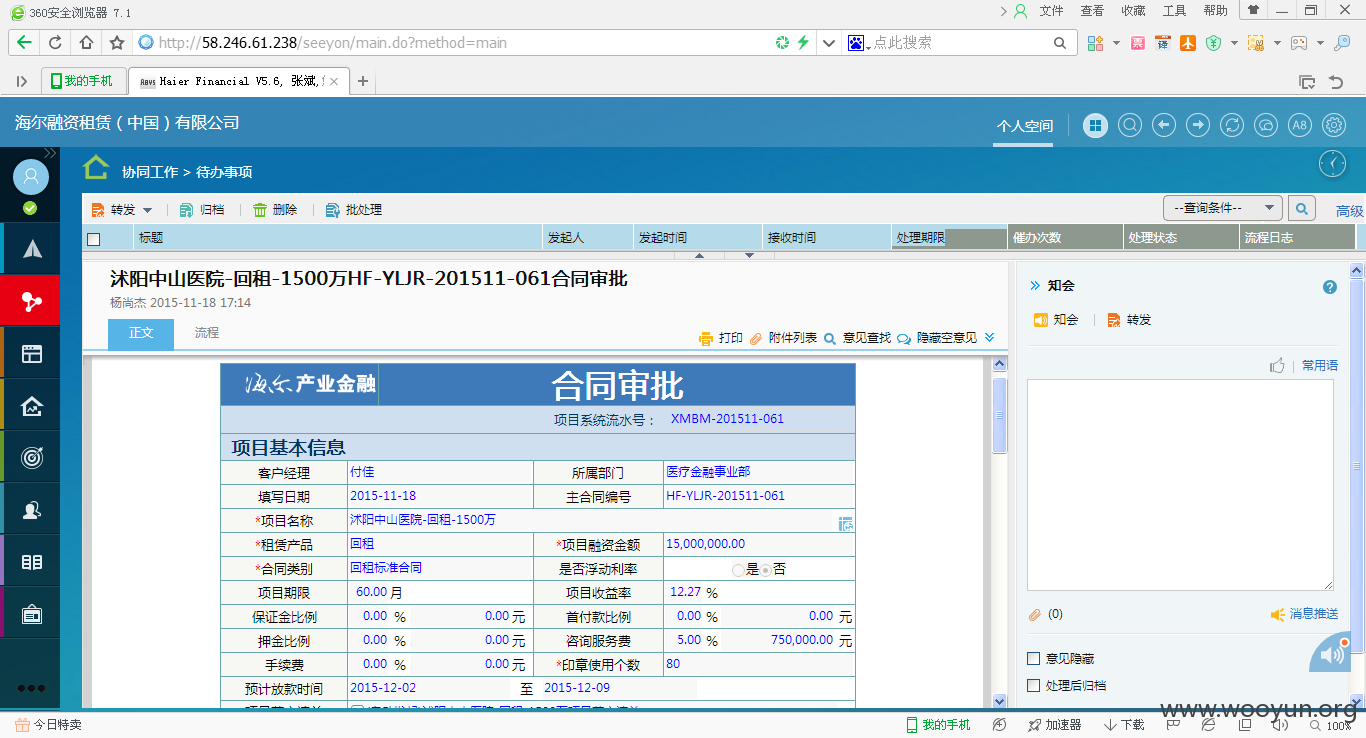 360安全浏览器 7.1
文件 查看 收藏 工具 帮助
http://58.246.61.238/seeyon/main.do?method=main
点此搜索
我的手机
Haier Financial V5.6, 张斌,
海尔融资租赁（中国）有限公司
个人空间
A8
协同工作 > 待办事项
转发 归档 删除 批处理
--查询条件--
高级
标题 发起人 发起时间 接收时间 处理期限 催办次数 处理状态 流程日志
沭阳中山医院-回租-1500万HF-YLJR-201511-061合同审批
杨尚杰 2015-11-18 17:14
正文 流程
打印 附件列表 意见查找 隐藏空意见
海尔产业金融 合同审批
项目系统流水号： XMBM-201511-061
项目基本信息
客户经理 付佳 所属部门 医疗金融事业部
填写日期 2015-11-18 主合同编号 HF-YLJR-201511-061
*项目名称 沭阳中山医院-回租-1500万
*租赁产品 回租 *项目融资金额 15,000,000.00
*合同类别 回租标准合同 是否浮动利率 是 否
项目期限 60.00 月 项目收益率 12.27 %
保证金比例 0.00 % 0.00 元 首付款比例 0.00 % 0.00 元
押金比例 0.00 % 0.00 元 咨询服务费 5.00 % 750,000.00 元
手续费 0.00 % 0.00 元 *印章使用个数 80
预计放款时间 2015-12-02 至 2015-12-09
知会
知会 转发
常用语
(0)
消息推送
意见隐藏
处理后归档
今日特卖
我的手机 加速器 下载 100%
www.wooyun.org